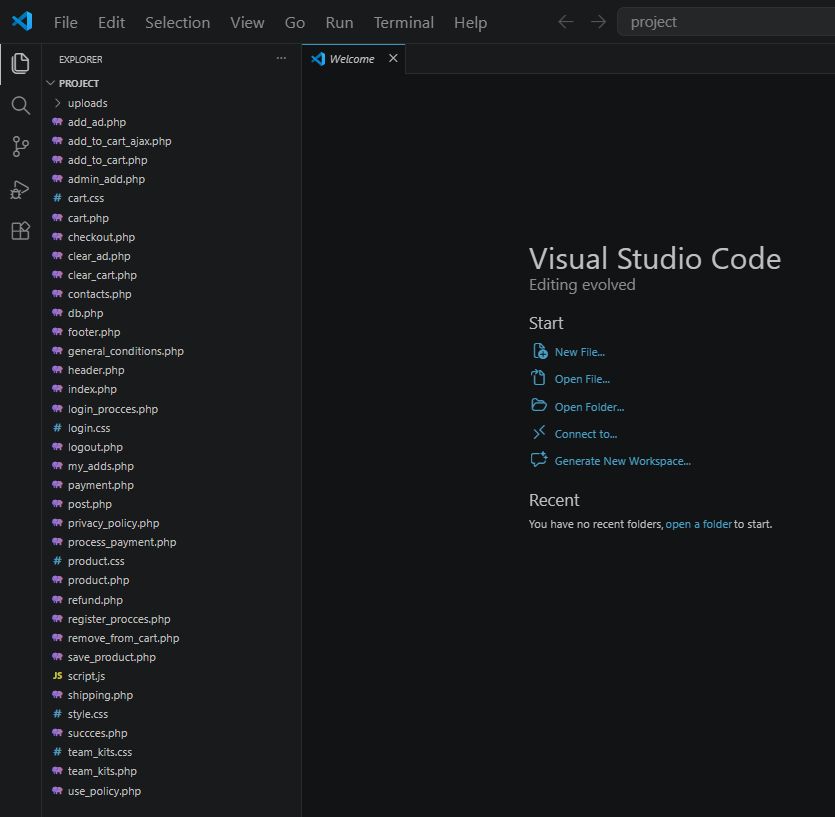 File Edit Selection View Go Run Terminal Help project
EXPLORER ...
Welcome
PROJECT
uploads
add_ad.php
add_to_cart_ajax.php
add_to_cart.php
admin_add.php
# cart.css
cart.php
checkout.php
clear_ad.php
clear_cart.php
contacts.php
db.php
footer.php
general_conditions.php
header.php
index.php
login_procces.php
# login.css
logout.php
my_adds.php
payment.php
post.php
privacy_policy.php
process_payment.php
# product.css
product.php
refund.php
register_procces.php
remove_from_cart.php
save_product.php
JS script.js
shipping.php
# style.css
succces.php
# team_kits.css
team_kits.php
use_policy.php
Visual Studio Code
Editing evolved
Start
New File...
Open File...
Open Folder...
Connect to...
Generate New Workspace...
Recent
You have no recent folders, open a folder to start.